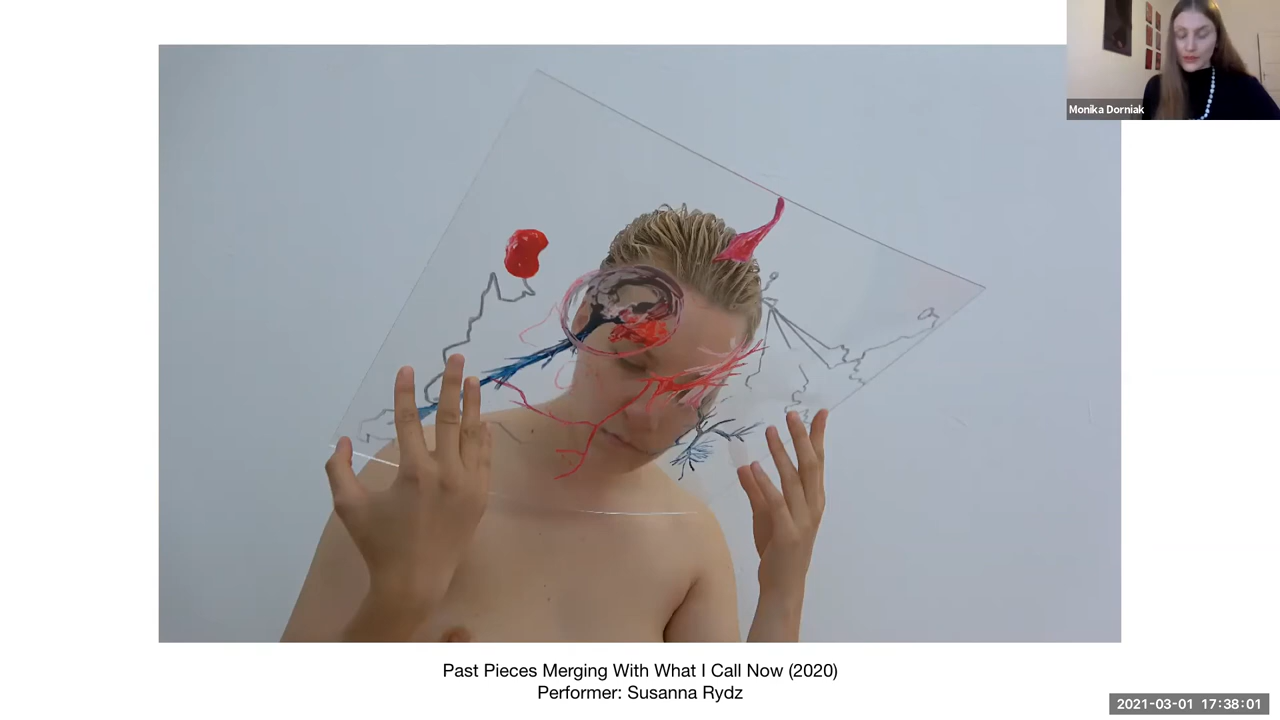 Monika Dorniak
Past Pieces Merging With What I Call Now (2020)
Performer: Susanna Rydz
2021-03-01 17:38:01